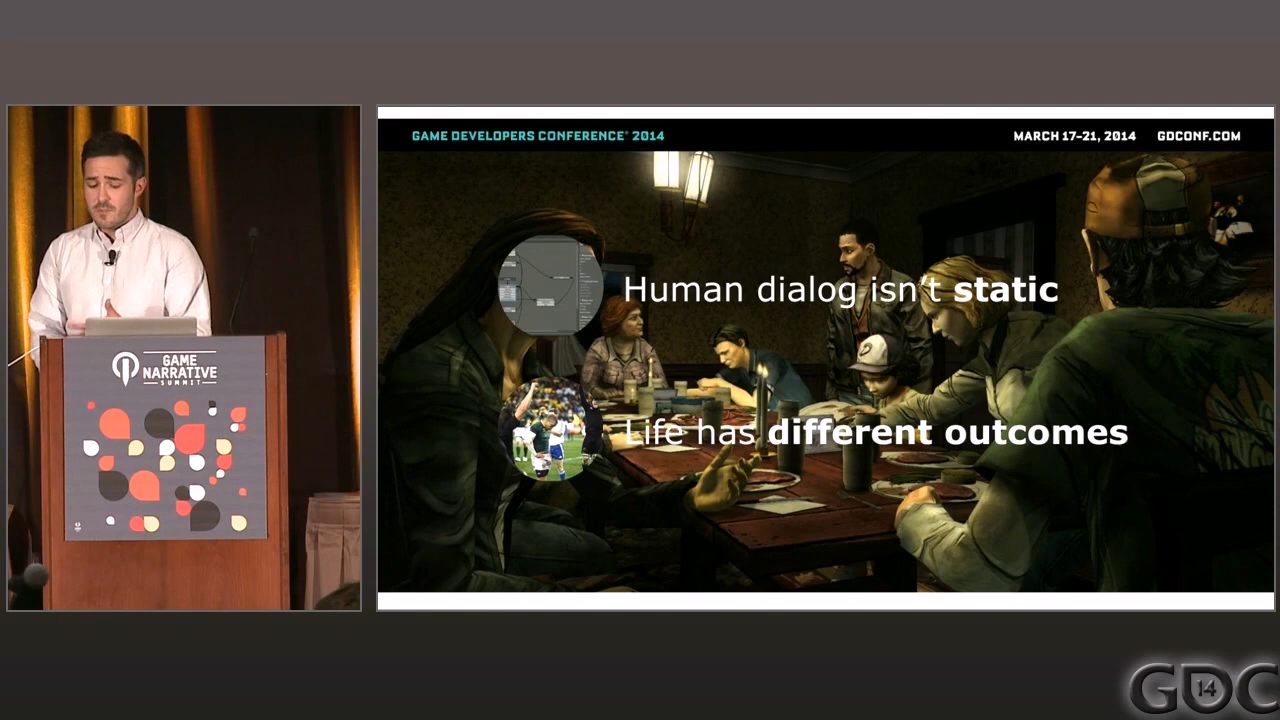 GAME DEVELOPERS CONFERENCE® 2014
MARCH 17-21, 2014 GDCONF.COM
Human dialog isn't static
Life has different outcomes
GAME
NARRATIVE
SUMMIT
GDC
14